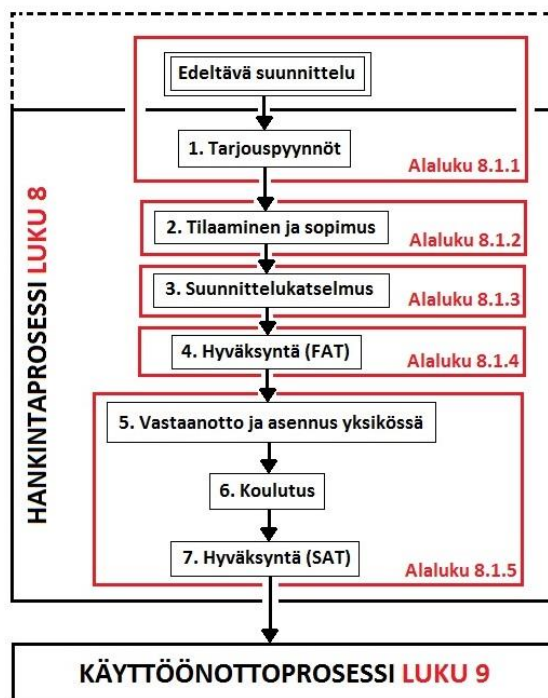 Edeltävä suunnittelu
1. Tarjouspyynnöt
Alaluku 8.1.1
2. Tilaaminen ja sopimus
Alaluku 8.1.2
3. Suunnittelukatselmus
Alaluku 8.1.3
4. Hyväksyntä (FAT)
Alaluku 8.1.4
5. Vastaanotto ja asennus yksikössä
6. Koulutus
7. Hyväksyntä (SAT)
Alaluku 8.1.5
HANKINTAPROSESSI LUKU 8
KÄYTTÖÖNOTTOPROSESSI LUKU 9